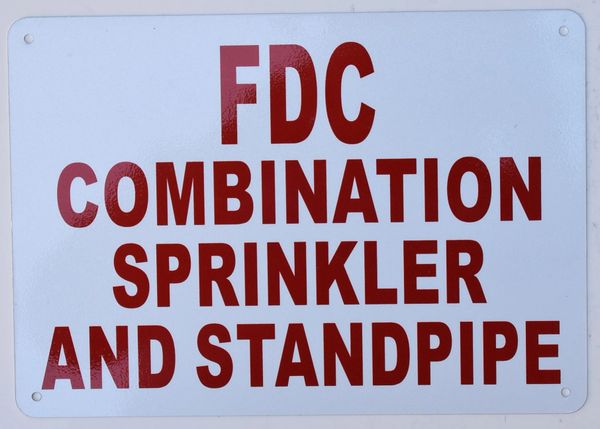 FDC
COMBINATION
SPRINKLER
AND STANDPIPE